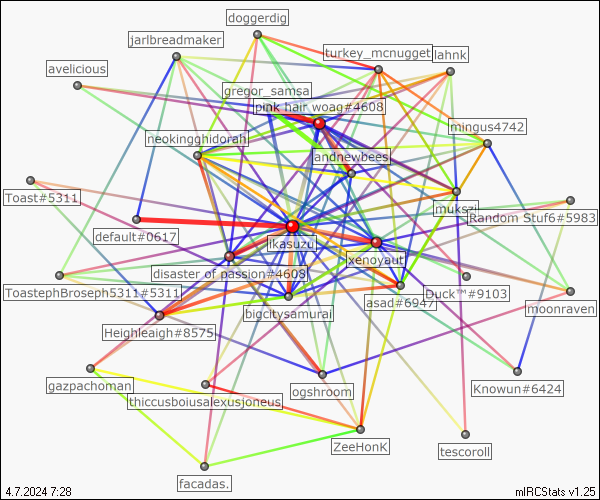 doggerdig
jarlbreadmaker
turkey_mcnugget
lahnk
avelicious
gregor_samsa
pink hair woag#4608
mingus4742
neokingghidorah
andnewbees
Toast#5311
mukszi
Random Stuf6#5983
default#0617
ikasuzu
xenoyaut
disaster of passion#4608
ToastephBroseph5311#5311
Duck™#9103
asad#6947
moonraven
bigcitysamurai
Heighleaigh#8575
gazpachoman
ogshroom
Knowun#6424
thiccusboiusalexusjoneus
ZeeHonK
tescoroll
facadas.
4.7.2024 7:28
mIRCStats v1.25